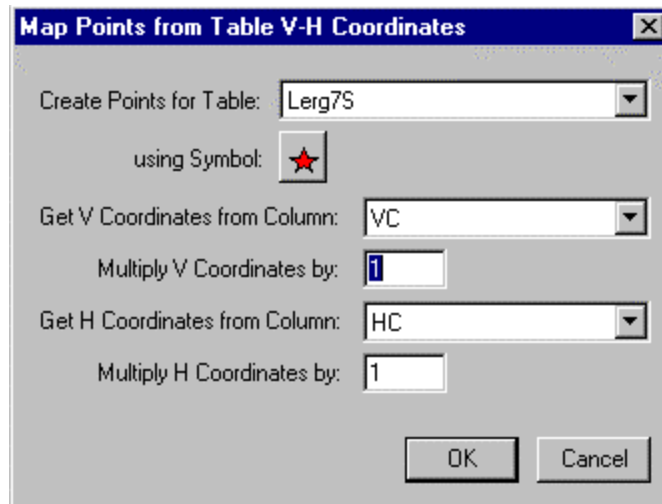 Map Points from Table V-H Coordinates
Create Points for Table: Lerg7S
using Symbol:
Get V Coordinates from Column: VC
Multiply V Coordinates by: 1
Get H Coordinates from Column: HC
Multiply H Coordinates by: 1
OK Cancel